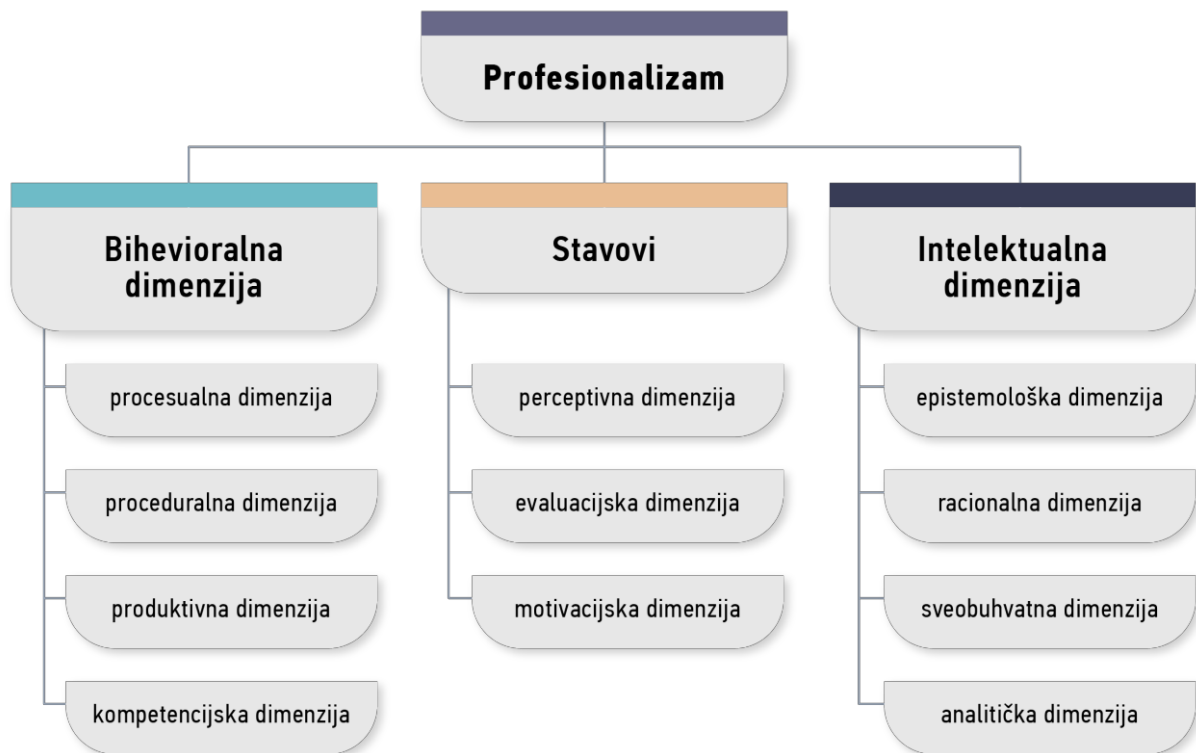 Profesionalizam
Bihevioralna
dimenzija
procesualna dimenzija
proceduralna dimenzija
produktivna dimenzija
kompetencijska dimenzija
Stavovi
perceptivna dimenzija
evaluacijska dimenzija
motivacijska dimenzija
Intelektualna
dimenzija
epistemološka dimenzija
racionalna dimenzija
sveobuhvatna dimenzija
analitička dimenzija